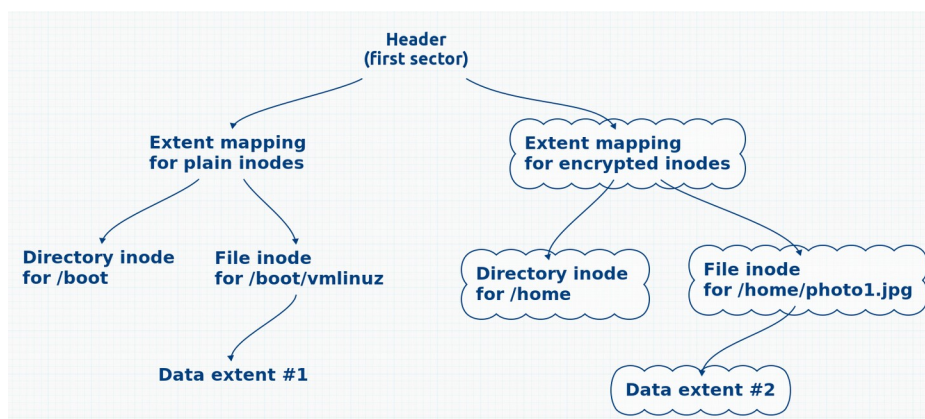 Header
(first sector)
Extent mapping
for plain inodes
Extent mapping
for encrypted inodes
Directory inode
for /boot
File inode
for /boot/vmlinuz
Directory inode
for /home
File inode
for /home/photo1.jpg
Data extent #1
Data extent #2